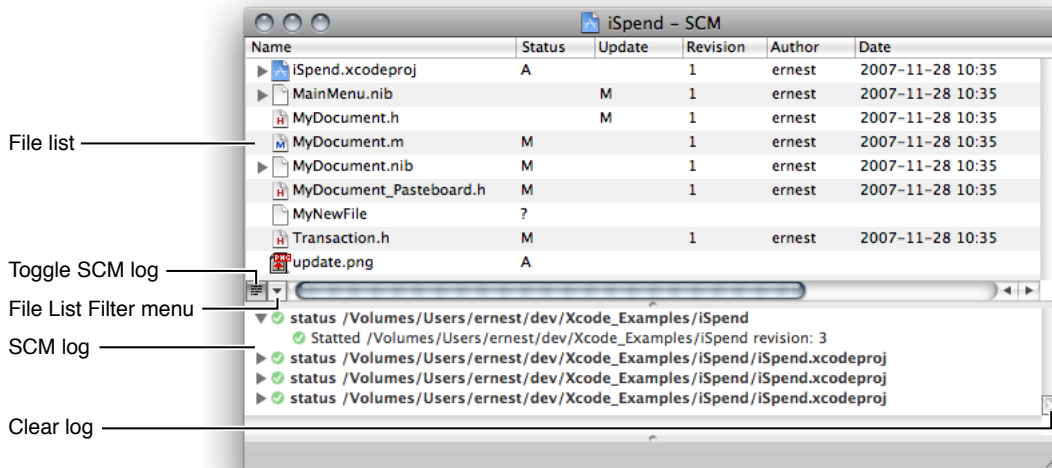 iSpend – SCM
Name Status Update Revision Author Date
iSpend.xcodeproj A 1 ernest 2007-11-28 10:35
MainMenu.nib M 1 ernest 2007-11-28 10:35
MyDocument.h M 1 ernest 2007-11-28 10:35
File list
MyDocument.m M 1 ernest 2007-11-28 10:35
MyDocument.nib M 1 ernest 2007-11-28 10:35
MyDocument_Pasteboard.h M 1 ernest 2007-11-28 10:35
MyNewFile ?
Transaction.h M 1 ernest 2007-11-28 10:35
update.png A
Toggle SCM log
File List Filter menu
status /Volumes/Users/ernest/dev/Xcode_Examples/iSpend
Statted /Volumes/Users/ernest/dev/Xcode_Examples/iSpend revision: 3
SCM log
status /Volumes/Users/ernest/dev/Xcode_Examples/iSpend/iSpend.xcodeproj
status /Volumes/Users/ernest/dev/Xcode_Examples/iSpend/iSpend.xcodeproj
status /Volumes/Users/ernest/dev/Xcode_Examples/iSpend/iSpend.xcodeproj
Clear log